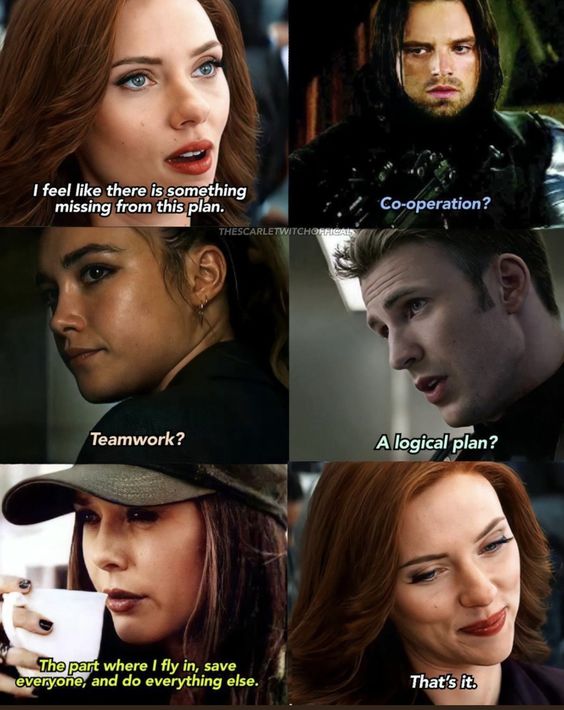 I feel like there is something
missing from this plan.
Co-operation?
THESCARLETWITCHOFFICAL
Teamwork?
A logical plan?
The part where I fly in, save
everyone, and do everything else.
That's it.